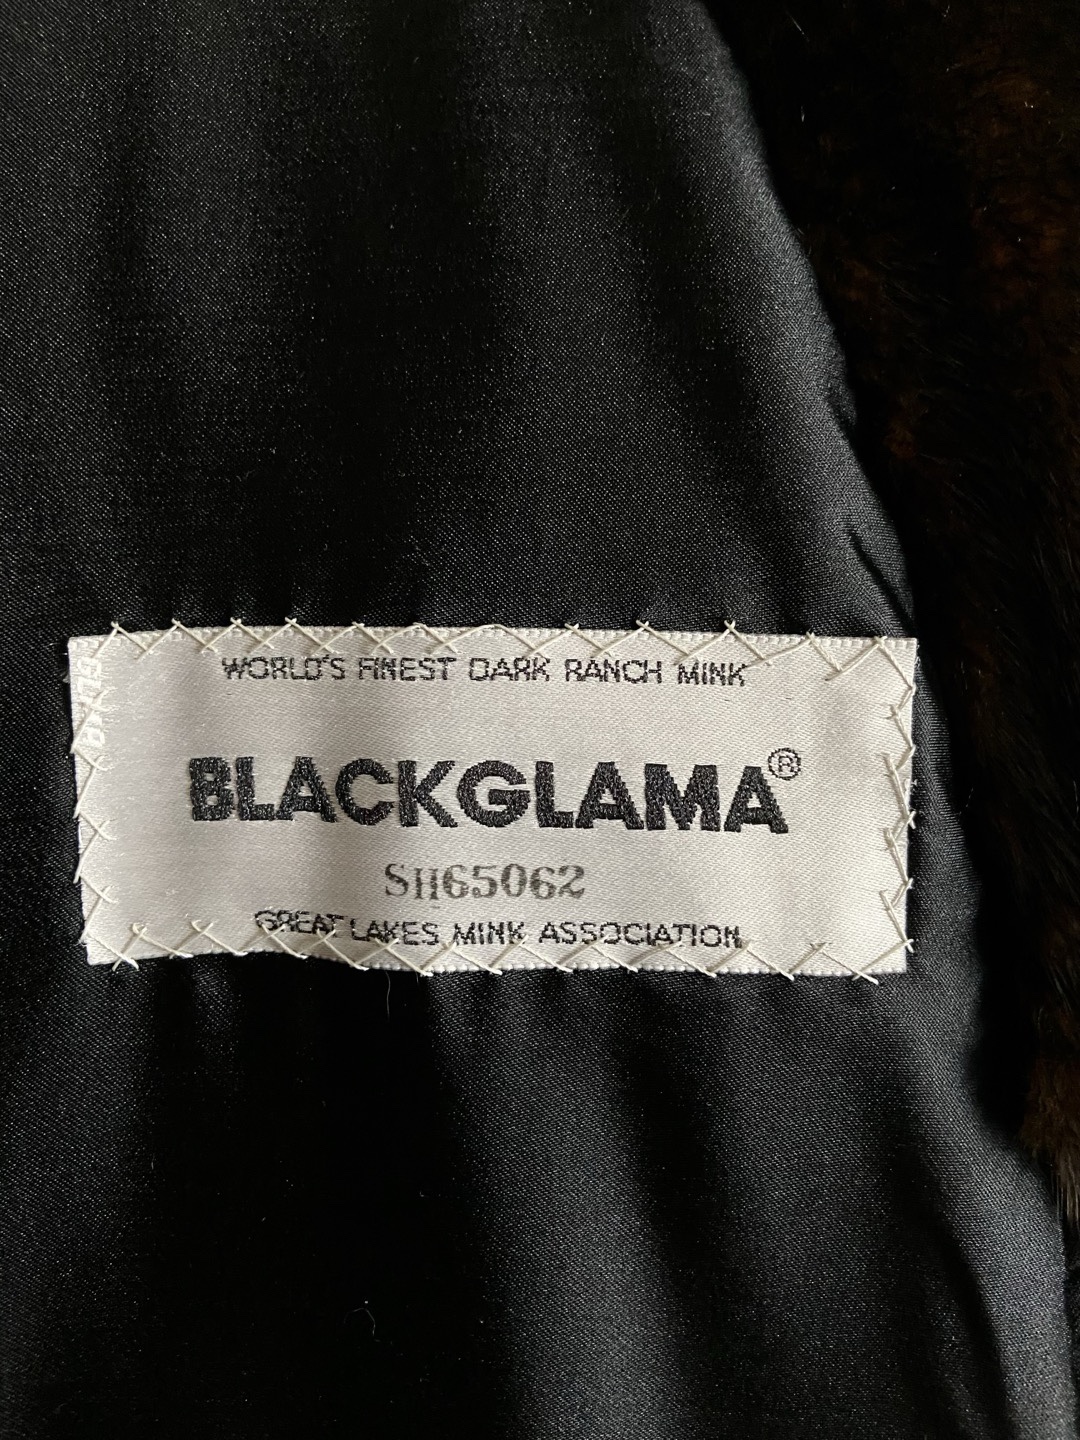 WORLD'S FINEST DARK RANCH MINK
BLACKGLAMA®
SH65062
GREAT LAKES MINK ASSOCIATION